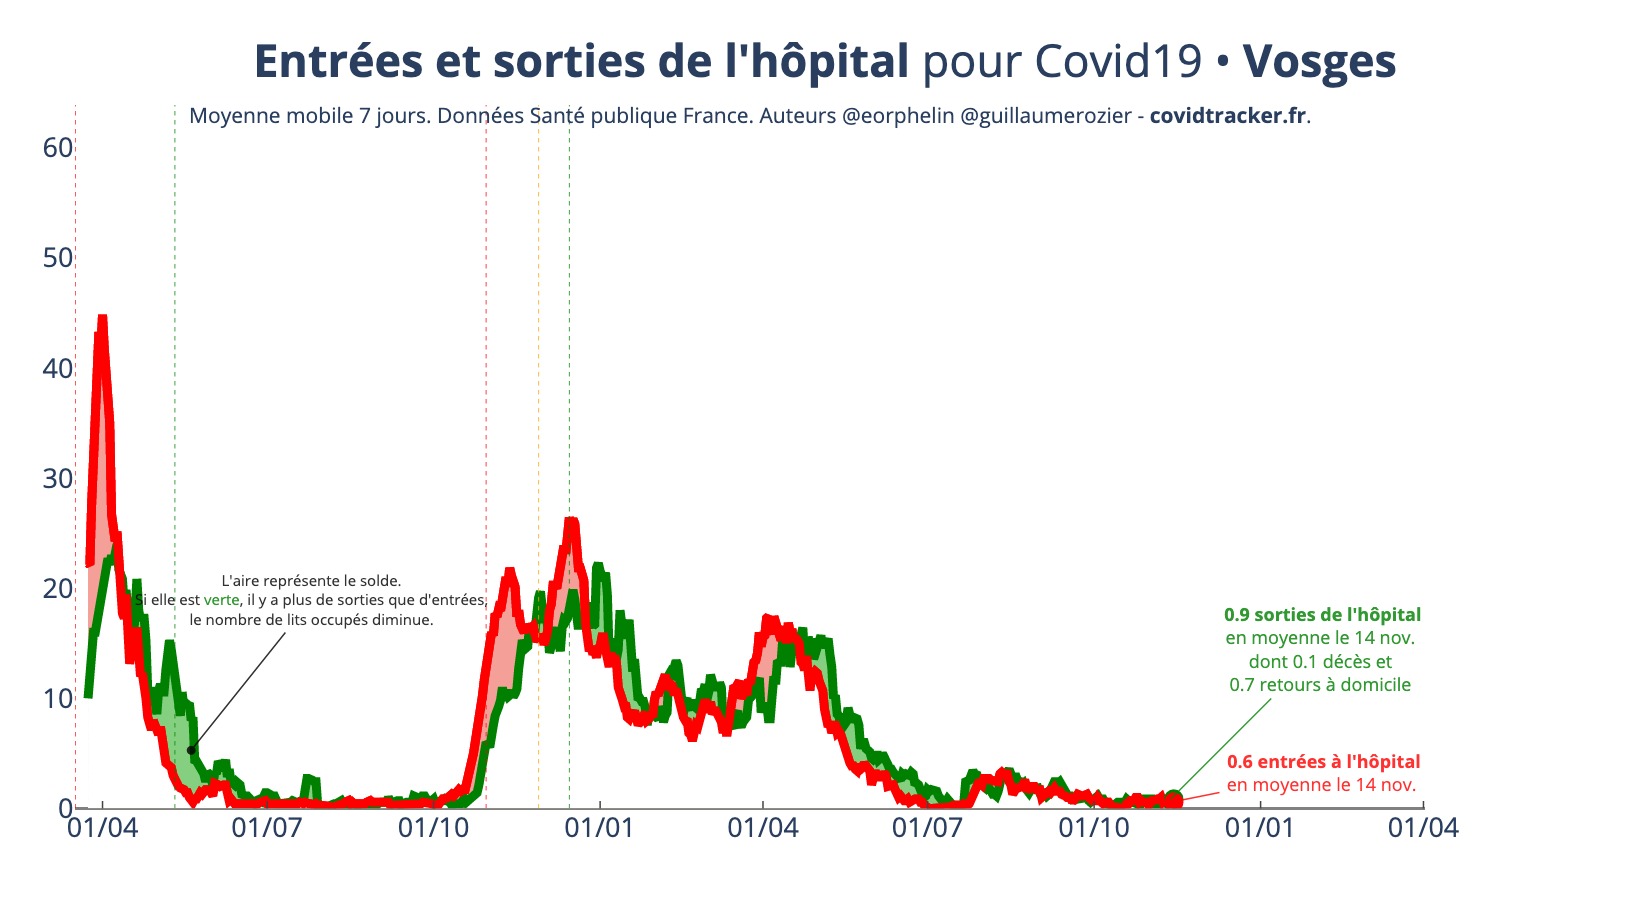 Entrées et sorties de l'hôpital pour Covid19 • Vosges
Moyenne mobile 7 jours. Données Santé publique France. Auteurs @eorphelin @guillaumerozier - covidtracker.fr.
60
50
40
30
20
10
0
L'aire représente le solde.
Si elle est verte, il y a plus de sorties que d'entrées,
le nombre de lits occupés diminue.
0.9 sorties de l'hôpital
en moyenne le 14 nov.
dont 0.1 décès et
0.7 retours à domicile
0.6 entrées à l'hôpital
en moyenne le 14 nov.
01/04 01/07 01/10 01/01 01/04 01/07 01/10 01/01 01/04